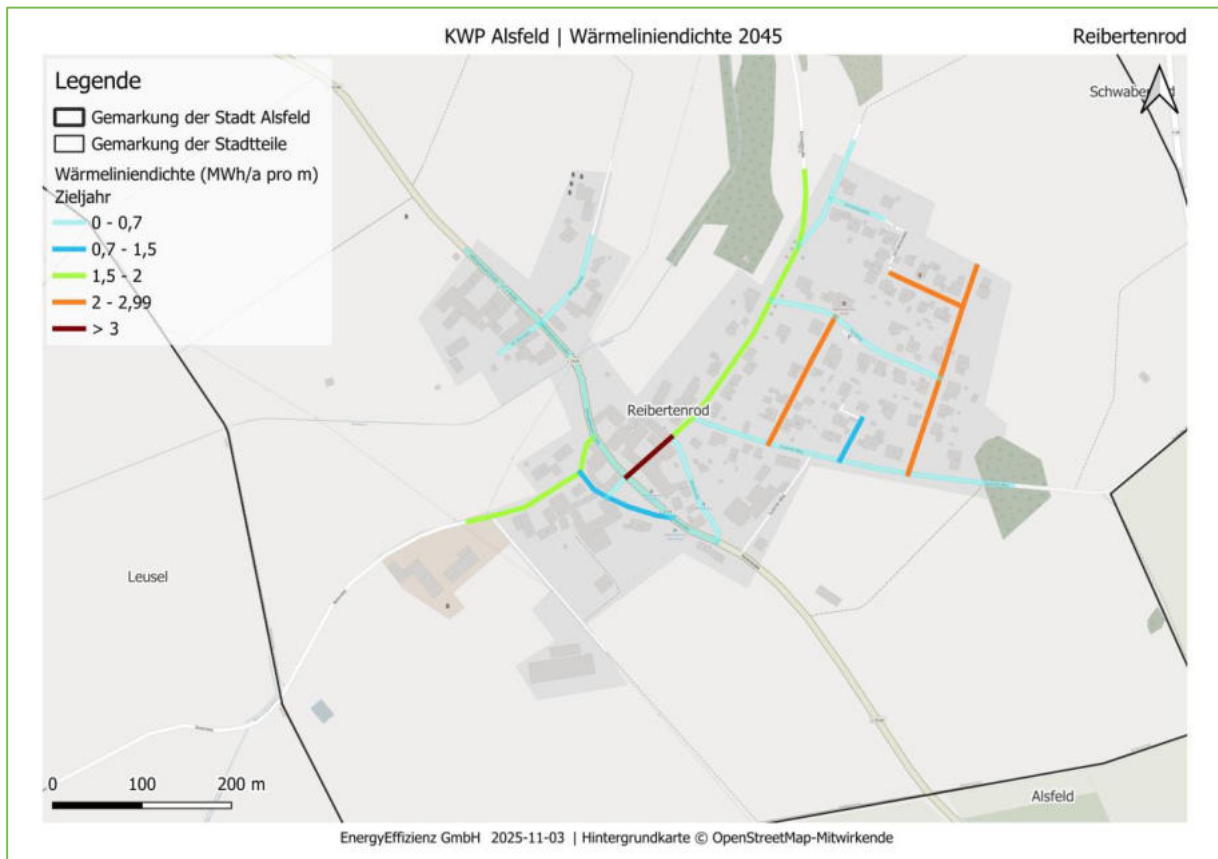 KWP Alsfeld | Wärmeliniendichte 2045
Reibertenrod
Legende
Gemarkung der Stadt Alsfeld
Gemarkung der Stadtteile
Wärmeliniendichte (MWh/a pro m)
Zieljahr
0 - 0,7
0,7 - 1,5
1,5 - 2
2 - 2,99
> 3
Reibertenrod
Leusel
Alsfeld
0 100 200 m
EnergyEffizienz GmbH 2025-11-03 | Hintergrundkarte © OpenStreetMap-Mitwirkende